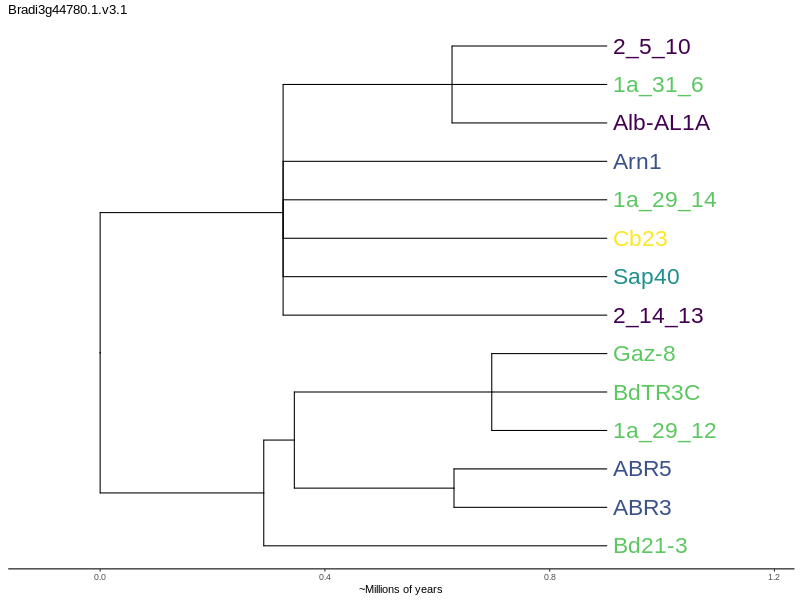 Bradi3g44780.1.v3.1
2_5_10
1a_31_6
Alb-AL1A
Arn1
1a_29_14
Cb23
Sap40
2_14_13
Gaz-8
BdTR3C
1a_29_12
ABR5
ABR3
Bd21-3
0.0 0.4 0.8 1.2
~Millions of years